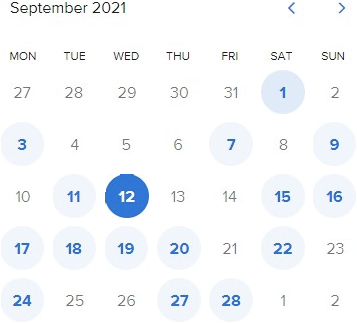 September 2021
MON TUE WED THU FRI SAT SUN
27 28 29 30 31 1 2
3 4 5 6 7 8 9
10 11 12 13 14 15 16
17 18 19 20 21 22 23
24 25 26 27 28 1 2